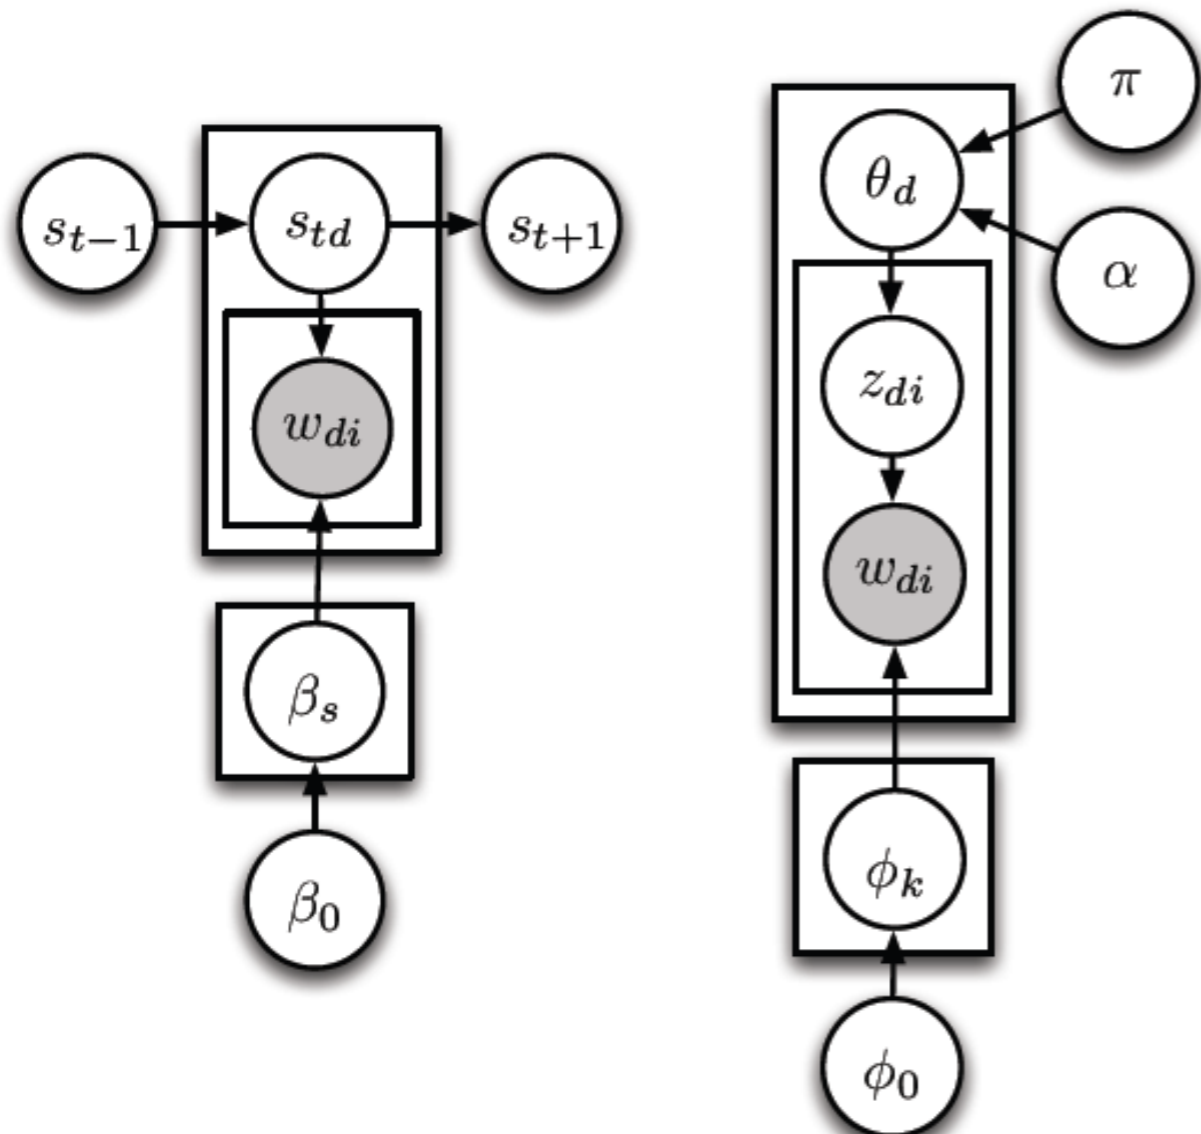 s_{t-1}
s_{td}
s_{t+1}
w_{di}
β_s
β_0
π
θ_d
α
z_{di}
w_{di}
ϕ_k
ϕ_0